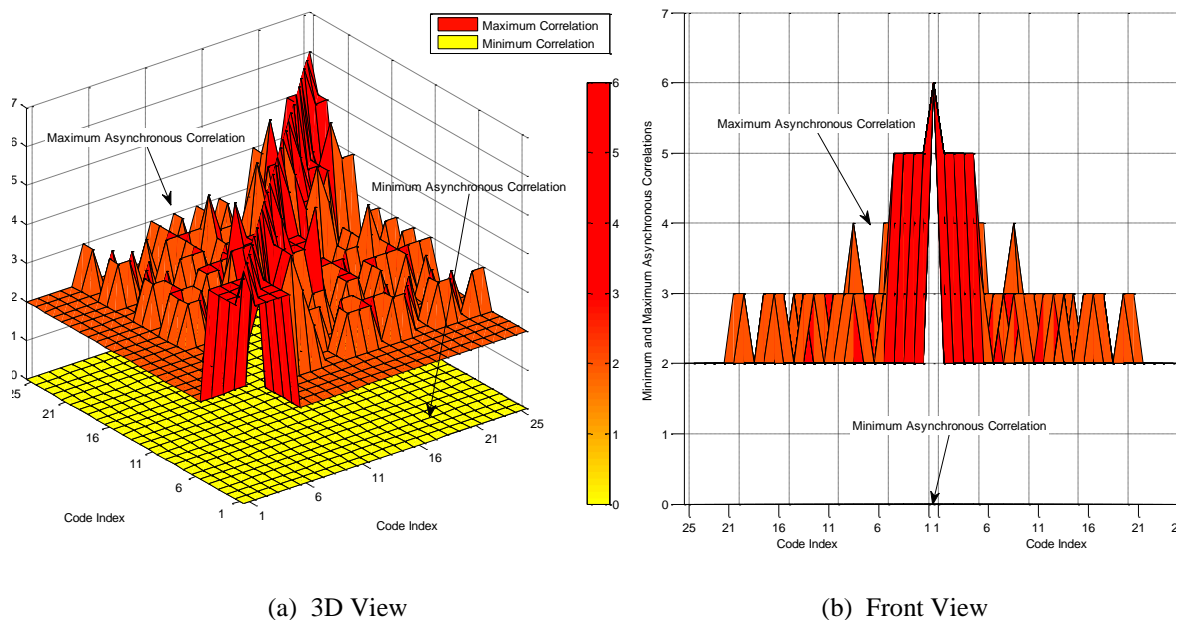 Maximum Correlation
Minimum Correlation
7
6
5
4
3
2
1
0
Maximum Asynchronous Correlation
Minimum Asynchronous Correlation
25
21
16
11
6
1
1
6
11
16
21
25
Code Index
Code Index
6
5
4
3
2
1
0
Minimum and Maximum Asynchronous Correlations
7
6
5
4
3
2
1
0
Maximum Asynchronous Correlation
Minimum Asynchronous Correlation
25 21 16 11 6 1 1 6 11 16 21 2
Code Index Code Index
(a) 3D View
(b) Front View